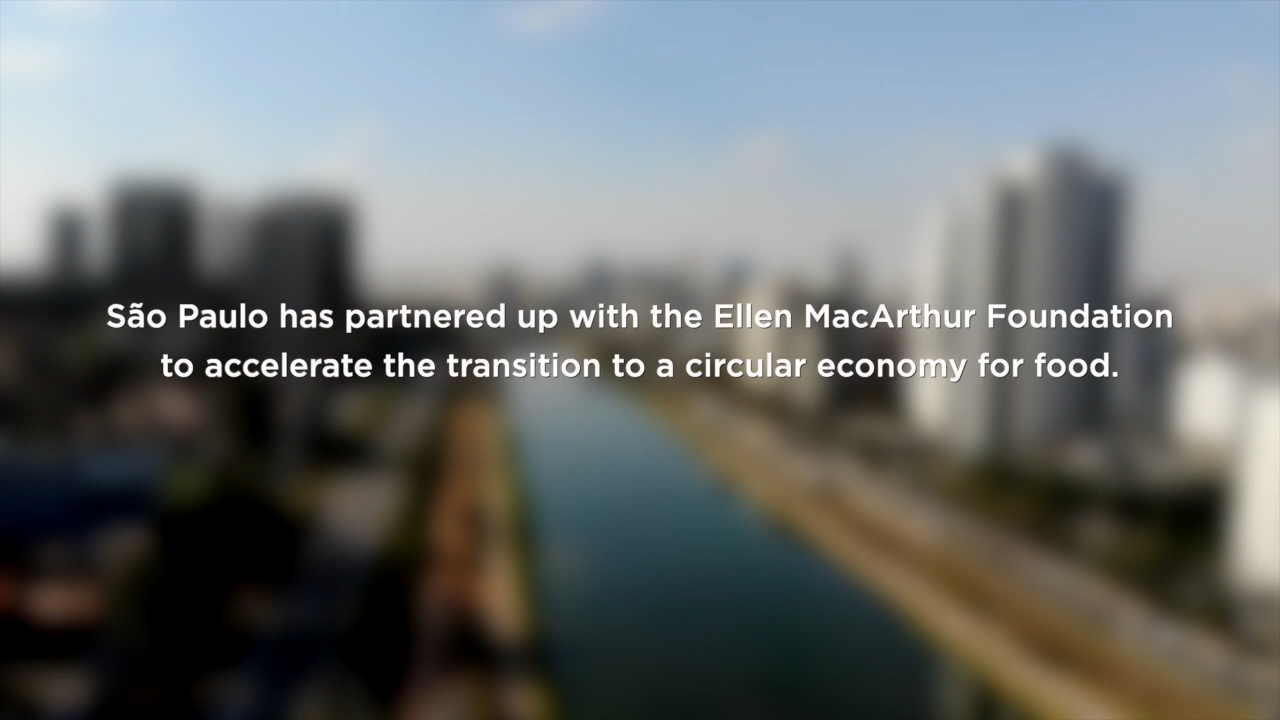 São Paulo has partnered up with the Ellen MacArthur Foundation
to accelerate the transition to a circular economy for food.